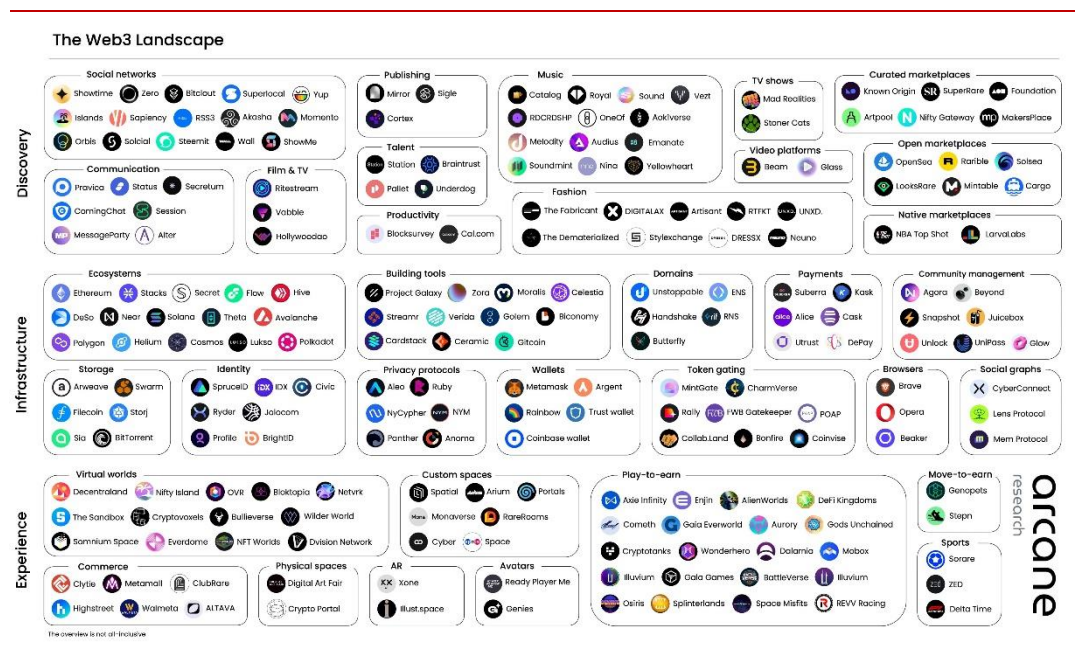 The Web3 Landscape
Discovery
Social networks
Showtime Zero Bitclout Superlocal Yup
Islands Sapiency RSS3 Akasha Momento
Orbis Solcial Steemit Wall ShowMe
Publishing
Mirror Sigle
Cortex
Music
Catalog Royal Sound Vezt
RDCRDSHP OneOf Aoklverse
Melodity Audius Emanate
Soundmint Nina Yellowheart
TV shows
Mad Realities
Stoner Cats
Curated marketplaces
Known Origin SuperRare Foundation
Artpool Nifty Gateway MakersPlace
Communication
Pravica Status Secretum
ComingChat Session
MessageParty Alter
Film & TV
Ritestream
Vabble
Hollywoodao
Talent
Station Braintrust
Pallet Underdog
Productivity
Blocksurvey Cal.com
Video platforms
Beam Glass
Open marketplaces
OpenSea Rarible Solsea
LooksRare Mintable Cargo
Fashion
The Fabricant DIGITALAX Artisant RTFKT UNXD.
The Dematerialized Stylexchange DRESSX Neuno
Native marketplaces
NBA Top Shot LarvaLabs
Infrastructure
Ecosystems
Ethereum Stacks Secret Flow Hive
DeSo Near Solana Theta Avalanche
Polygon Helium Cosmos Lukso Polkadot
Building tools
Project Galaxy Zora Moralis Celestia
Streamr Verida Golem Biconomy
Cardstack Ceramic Gitcoin
Domains
Unstoppable ENS
Handshake RNS
Butterfly
Payments
Suberra Kask
Alice Cask
Utrust DePay
Community management
Agora Beyond
Snapshot Juicebox
Unlock UniPass Glow
Storage
Arweave Swarm
Filecoin Storj
Sia BitTorrent
Identity
SpruceID IDX Civic
Ryder Jolocom
Profile BrightID
Privacy protocols
Aleo Ruby
NyCypher NYM
Panther Anoma
Wallets
Metamask Argent
Rainbow Trust wallet
Coinbase wallet
Token gating
MintGate CharmVerse
Rally FWB Gatekeeper POAP
Collab.Land Bonfire Coinvise
Browsers
Brave
Opera
Beaker
Social graphs
CyberConnect
Lens Protocol
Mem Protocol
Experience
Virtual worlds
Decentraland Nifty Island OVR Bloktopia Netvrk
The Sandbox Cryptovoxels Bullieverse Wilder World
Somnium Space Everdome NFT Worlds Dvision Network
Custom spaces
Spatial Arium Portals
Monaverse RareRooms
Cyber Space
Play-to-earn
Axie Infinity Enjin AlienWorlds DeFi Kingdoms
Cometh Gaia Everworld Aurory Gods Unchained
Cryptotanks Wonderhero Dalarnia Mobox
Illuvium Gala Games BattleVerse Illuvium
Osiris Splinterlands Space Misfits REVV Racing
Move-to-earn
Genopets
Stepn
Commerce
Clytie Metamall ClubRare
Highstreet Walmeta ALTAVA
Physical spaces
Digital Art Fair
Crypto Portal
AR
Xone
Illust.space
Avatars
Ready Player Me
Genies
Sports
Sorare
ZED
Delta Time
arcane
research
The overview is not all-inclusive